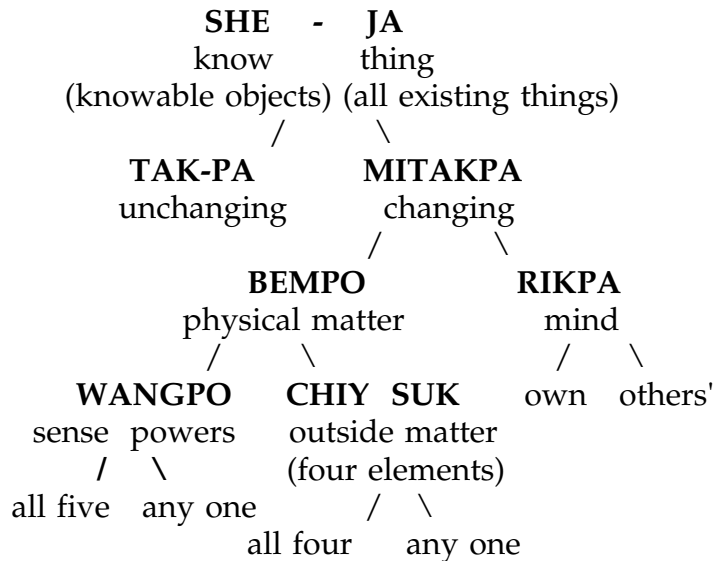 SHE - JA
know thing
(knowable objects) (all existing things)
/ \
TAK-PA MITAKPA
unchanging changing
/ \
BEMPO RIKPA
physical matter mind
/ \ / \
WANGPO CHIY SUK own others'
sense powers outside matter
/ \ (four elements)
all five any one / \
all four any one